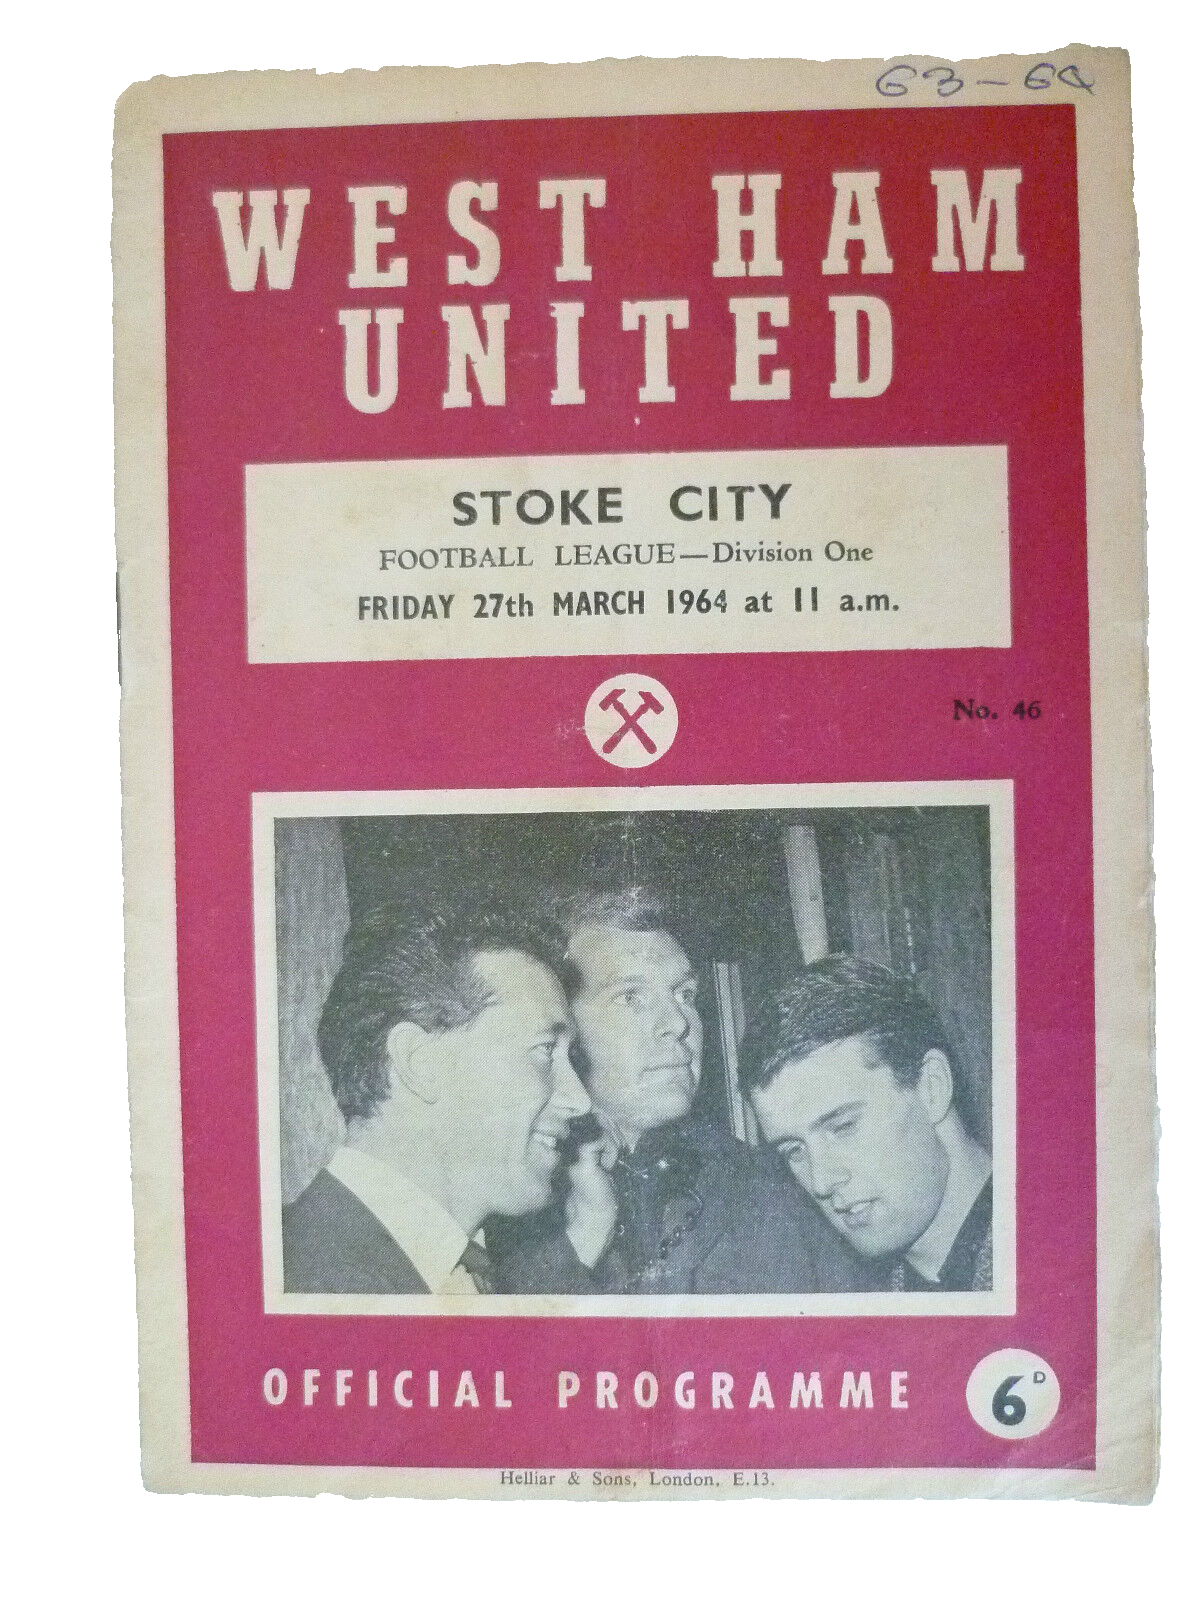 63-64
WEST HAM
UNITED
STOKE CITY
FOOTBALL LEAGUE—Division One
FRIDAY 27th MARCH 1964 at 11 a.m.
No. 46
OFFICIAL PROGRAMME
6D
Helliar & Sons, London, E.13.